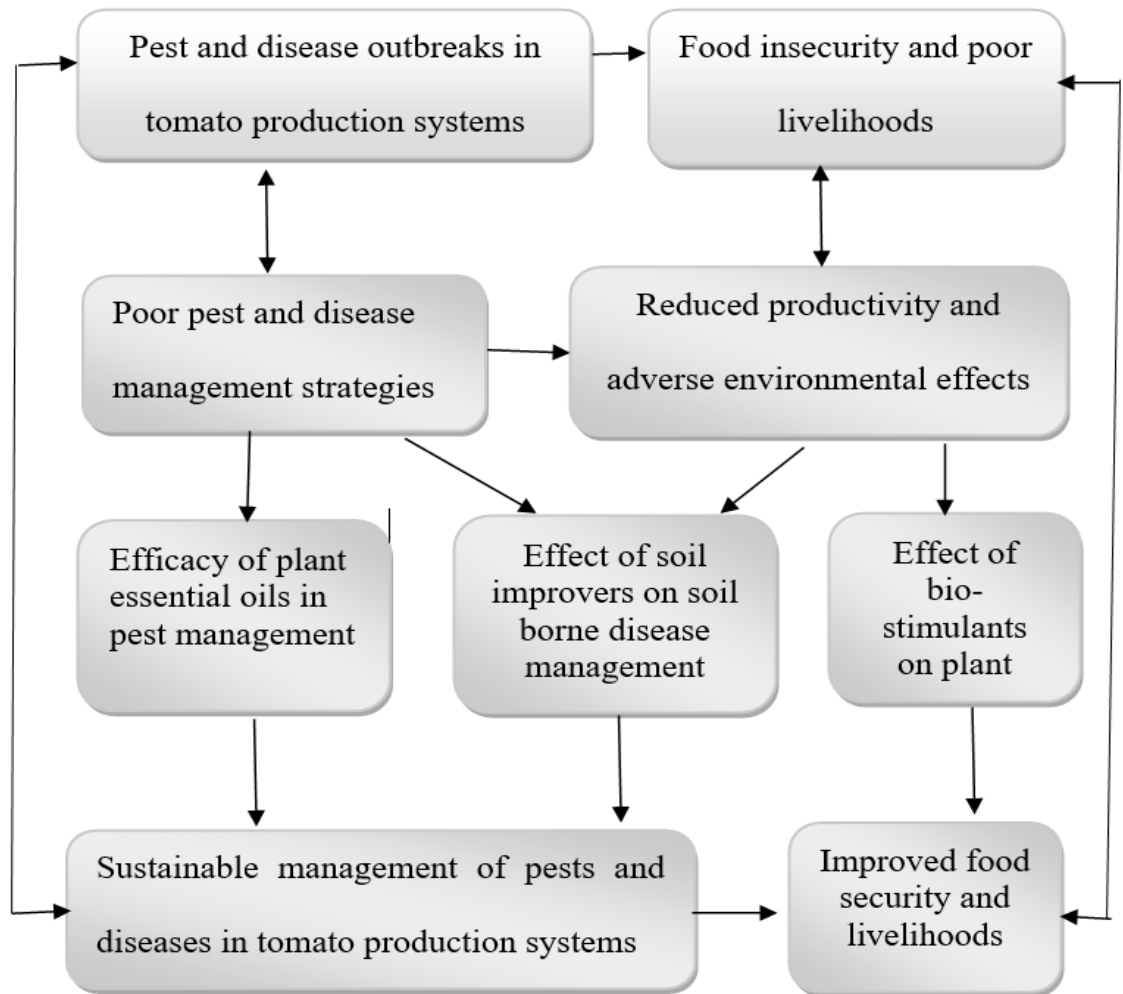 Pest and disease outbreaks in
tomato production systems
Food insecurity and poor
livelihoods
Poor pest and disease
management strategies
Reduced productivity and
adverse environmental effects
Efficacy of plant
essential oils in
pest management
Effect of soil
improvers on soil
borne disease
management
Effect of
bio-
stimulants
on plant
Sustainable management of pests and
diseases in tomato production systems
Improved food
security and
livelihoods